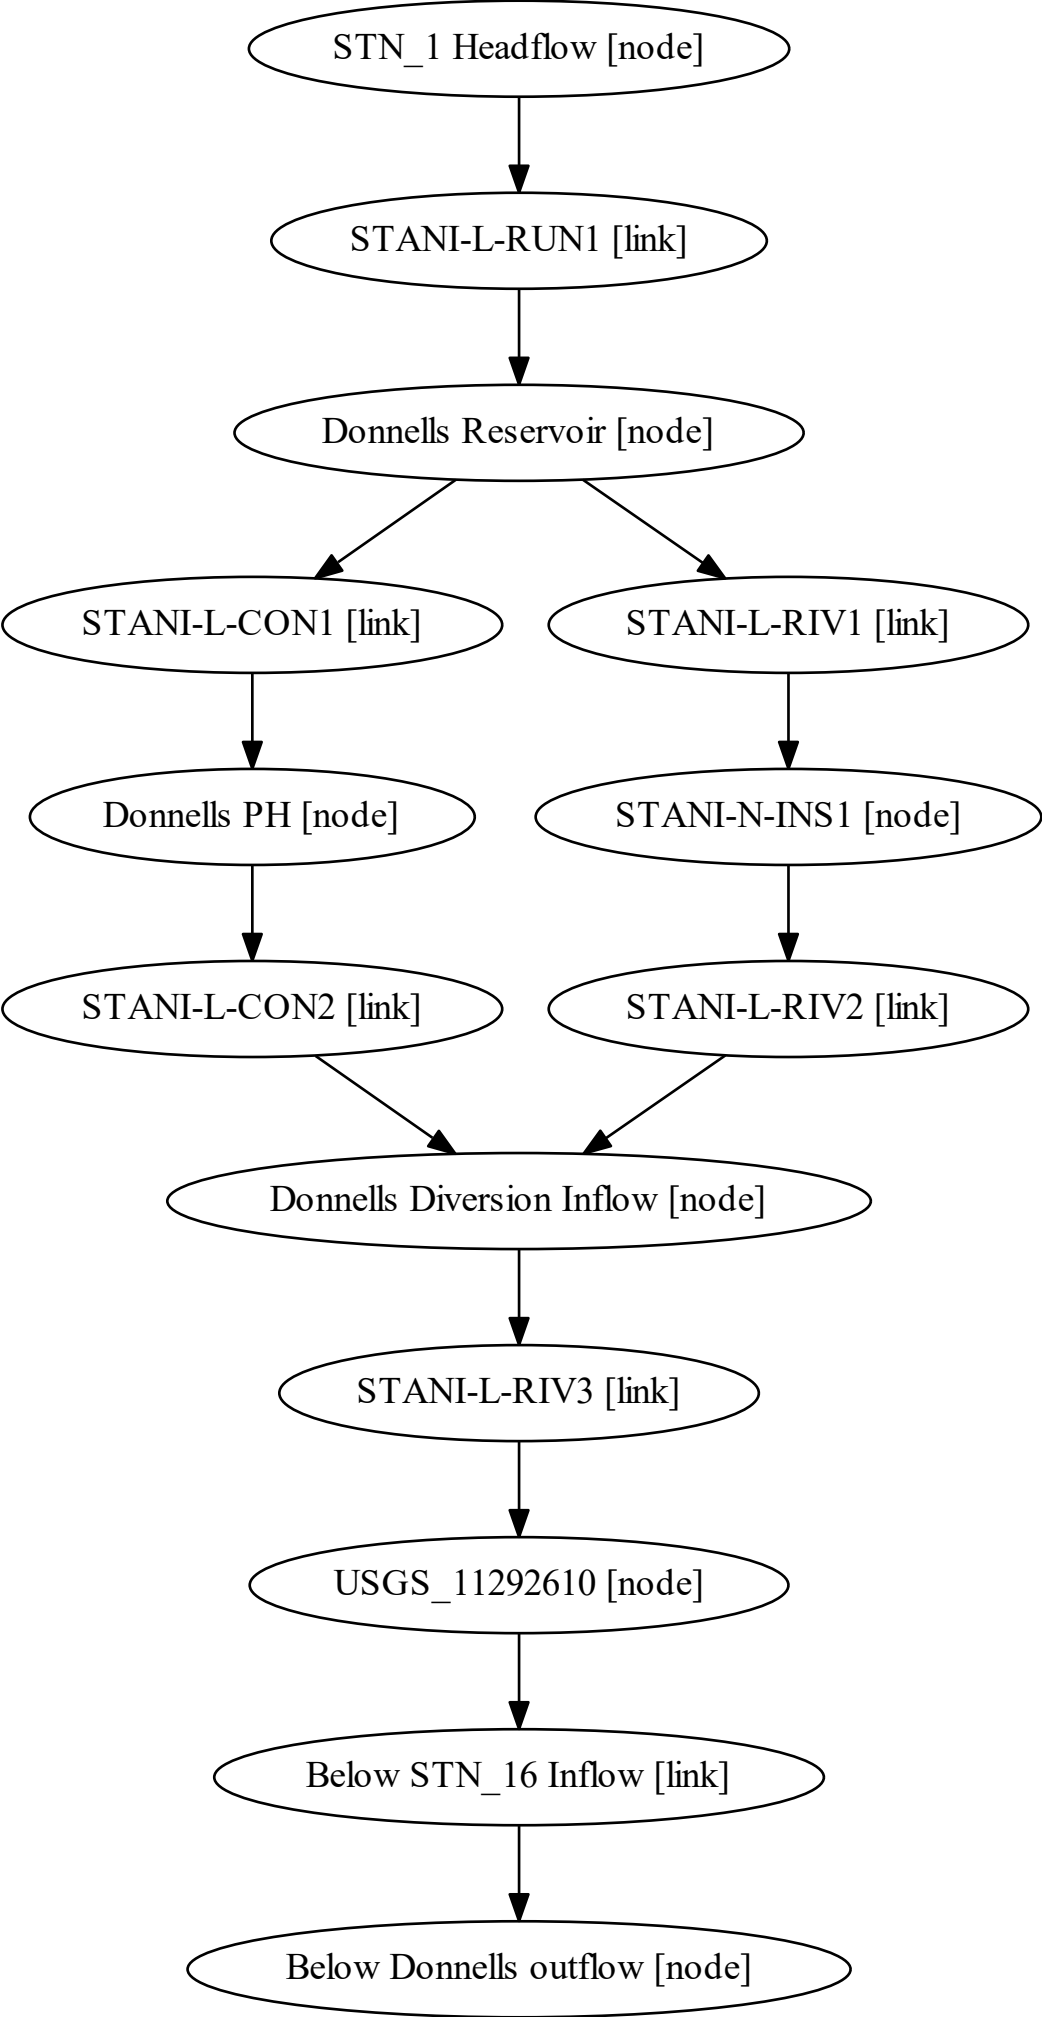 STN_1 Headflow [node]
STANI-L-RUN1 [link]
Donnells Reservoir [node]
STANI-L-CON1 [link]
STANI-L-RIV1 [link]
Donnells PH [node]
STANI-N-INS1 [node]
STANI-L-CON2 [link]
STANI-L-RIV2 [link]
Donnells Diversion Inflow [node]
STANI-L-RIV3 [link]
USGS_11292610 [node]
Below STN_16 Inflow [link]
Below Donnells outflow [node]